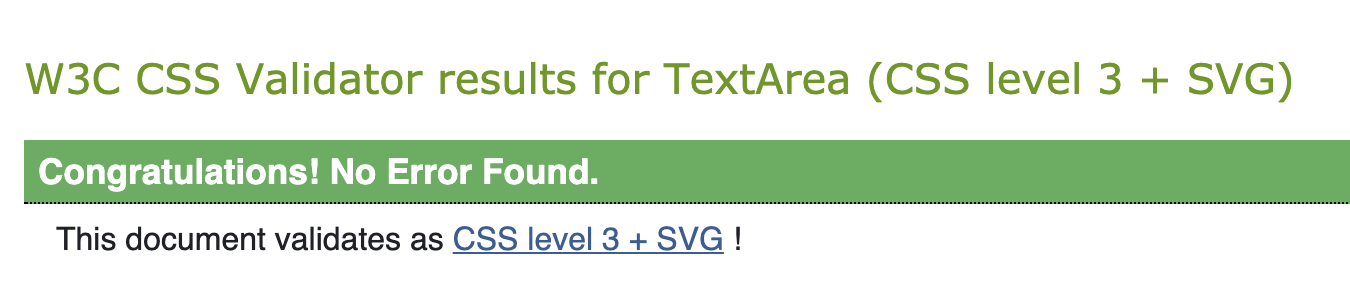 W3C CSS Validator results for TextArea (CSS level 3 + SVG)
Congratulations! No Error Found.
This document validates as CSS level 3 + SVG !